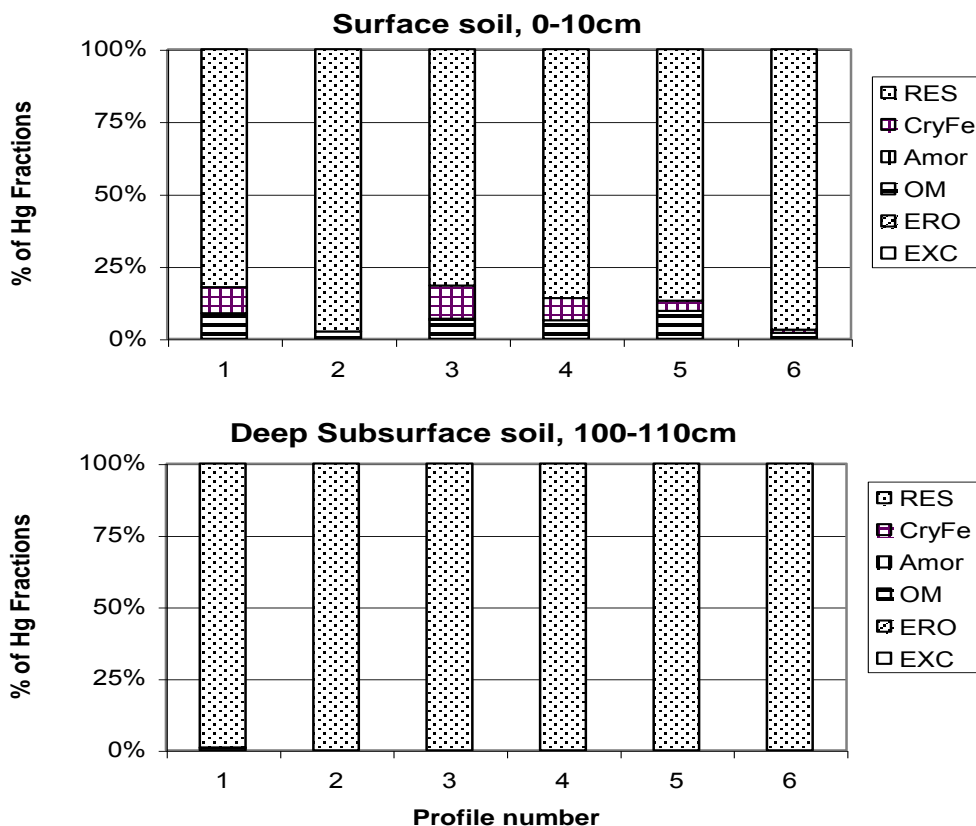 Surface soil, 0-10cm
% of Hg Fractions
100%
75%
50%
25%
0%
1 2 3 4 5 6
RES
CryFe
Amor
OM
ERO
EXC
Deep Subsurface soil, 100-110cm
% of Hg Fractions
100%
75%
50%
25%
0%
1 2 3 4 5 6
Profile number
RES
CryFe
Amor
OM
ERO
EXC